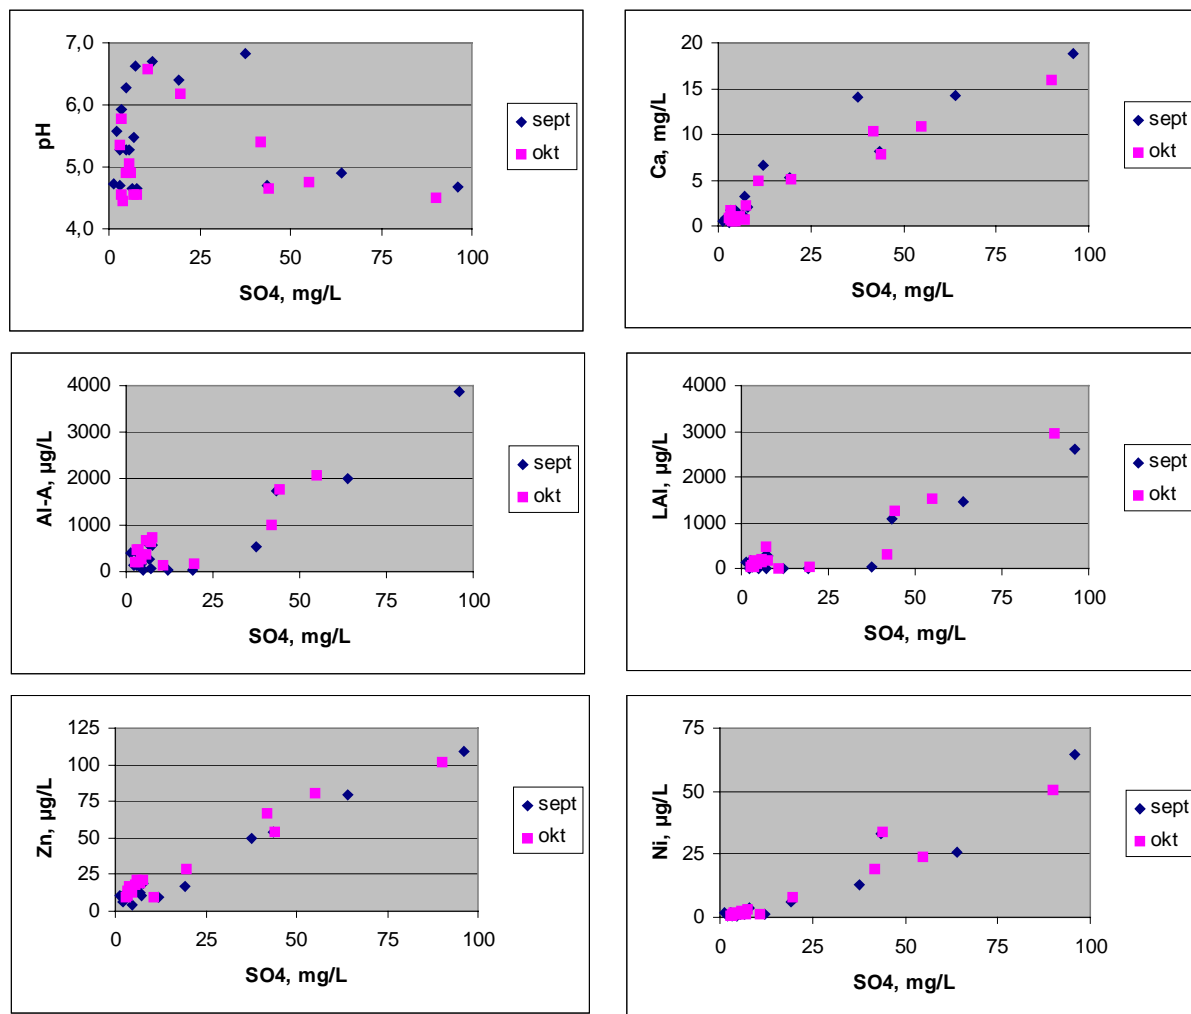 7,0
6,0
5,0
4,0
pH
0 25 50 75 100
SO4, mg/L
sept
okt
20
15
10
5
0
Ca, mg/L
0 25 50 75 100
SO4, mg/L
sept
okt
4000
3000
2000
1000
0
Al-A, µg/L
0 25 50 75 100
SO4, mg/L
sept
okt
4000
3000
2000
1000
0
LAl, µg/L
0 25 50 75 100
SO4, mg/L
sept
okt
125
100
75
50
25
0
Zn, µg/L
0 25 50 75 100
SO4, mg/L
sept
okt
75
50
25
0
Ni, µg/L
0 25 50 75 100
SO4, mg/L
sept
okt